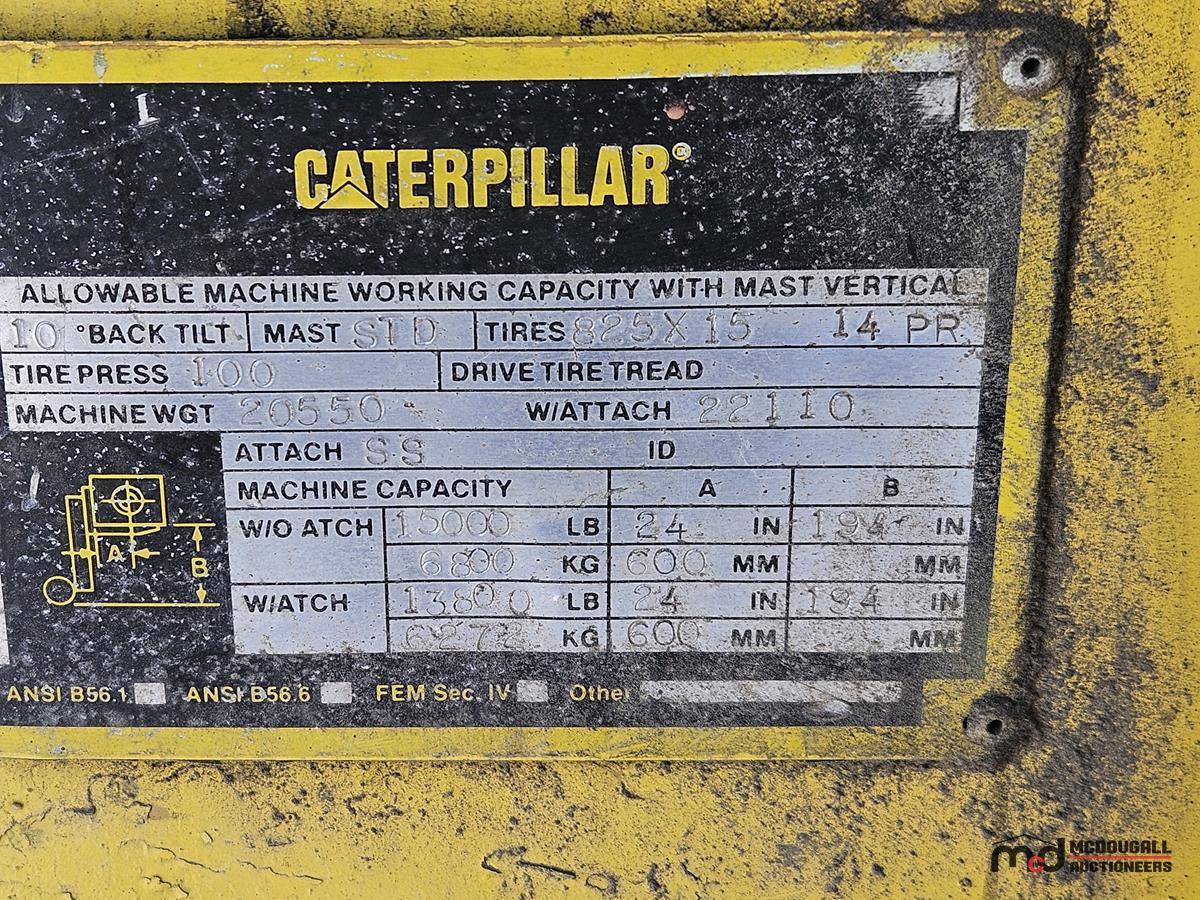 CATERPILLAR®
ALLOWABLE MACHINE WORKING CAPACITY WITH MAST VERTICAL
10 °BACK TILT MAST STD TIRES 825X15 14 PR
TIRE PRESS 100 DRIVE TIRE TREAD
MACHINE WGT 20550 W/ATTACH 22110
ATTACH SS ID
MACHINE CAPACITY A B
W/O ATCH 15000 LB 24 IN 194 IN
6800 KG 600 MM MM
W/ATCH 13800 LB 24 IN 194 IN
KG 600 MM MM
A
B
ANSI B56.1 ANSI B56.6 FEM Sec. IV Other
mcd MCDOUGALL
AUCTIONEERS